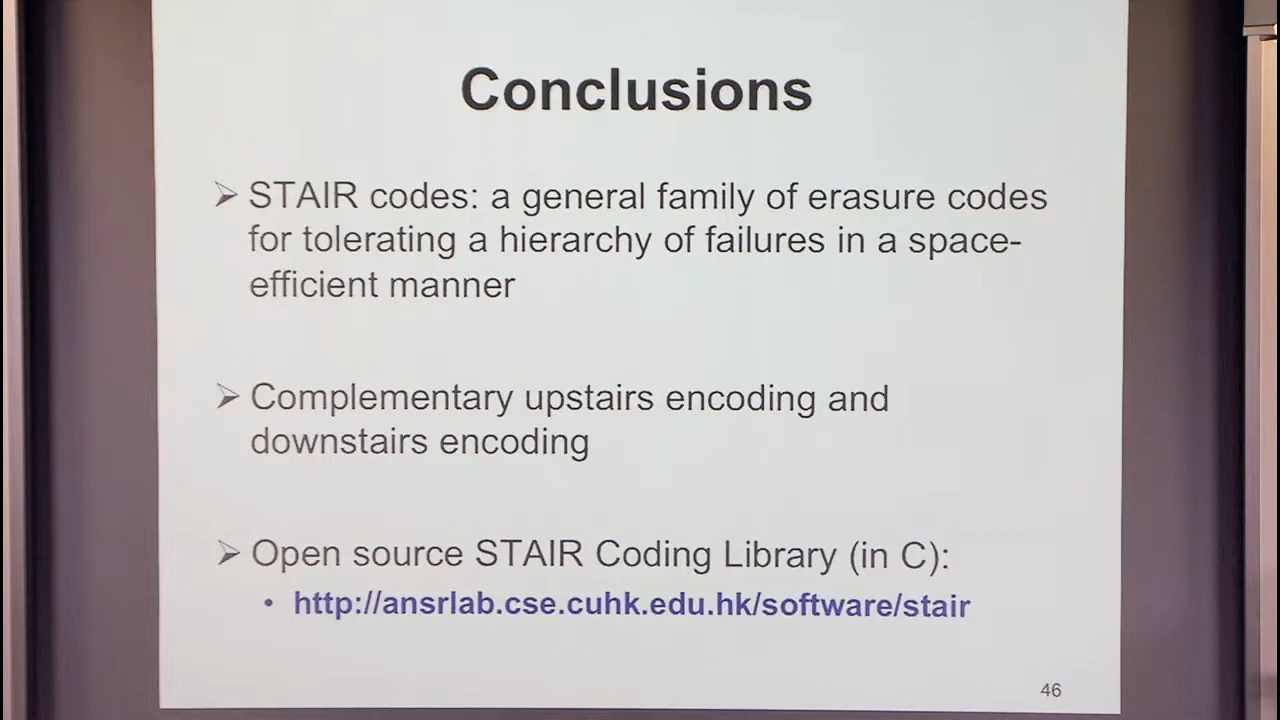 Conclusions
➢ STAIR codes: a general family of erasure codes
for tolerating a hierarchy of failures in a space-
efficient manner
➢ Complementary upstairs encoding and
downstairs encoding
➢ Open source STAIR Coding Library (in C):
• http://ansrlab.cse.cuhk.edu.hk/software/stair
46